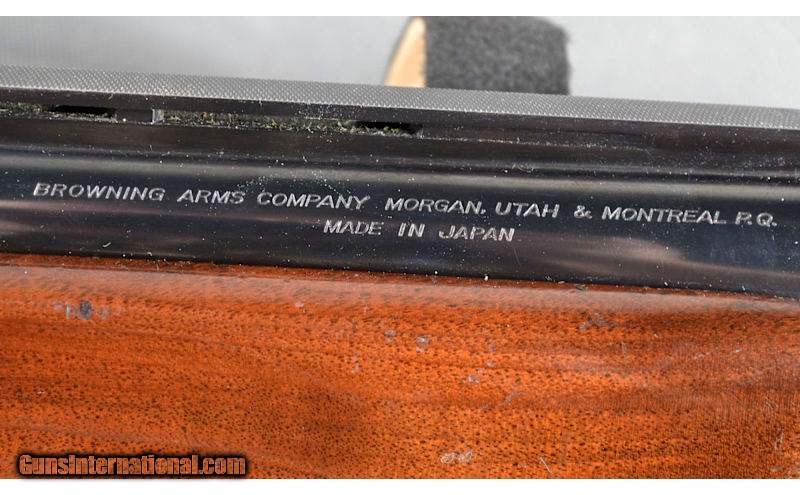 BROWNING ARMS COMPANY MORGAN, UTAH & MONTREAL P.Q.
MADE IN JAPAN
GunsInternational.com